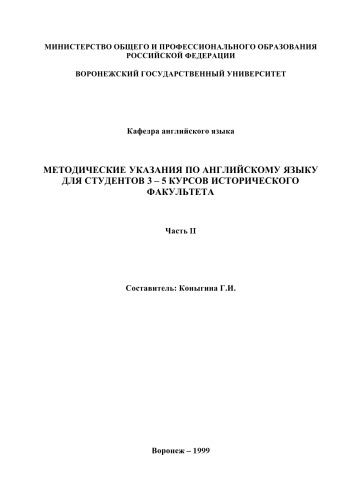 МИНИСТЕРСТВО ОБЩЕГО И ПРОФЕССИОНАЛЬНОГО ОБРАЗОВАНИЯ
РОССИЙСКОЙ ФЕДЕРАЦИИ
ВОРОНЕЖСКИЙ ГОСУДАРСТВЕННЫЙ УНИВЕРСИТЕТ
Кафедра английского языка
МЕТОДИЧЕСКИЕ УКАЗАНИЯ ПО АНГЛИЙСКОМУ ЯЗЫКУ
ДЛЯ СТУДЕНТОВ 3 – 5 КУРСОВ ИСТОРИЧЕСКОГО
ФАКУЛЬТЕТА
Часть II
Составитель: Коныгина Г.И.
Воронеж – 1999